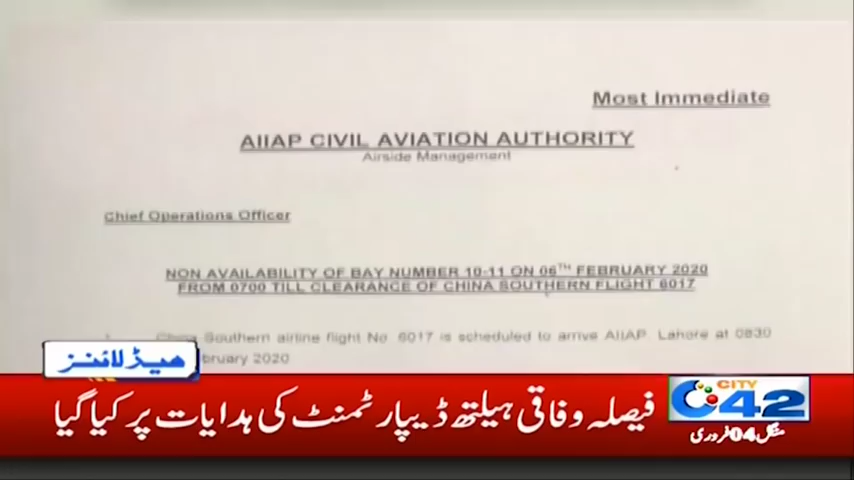 Most Immediate
AIIAP CIVIL AVIATION AUTHORITY
Airside Management
Chief Operations Officer
NON AVAILABILITY OF BAY NUMBER 10-11 ON 06TH FEBRUARY 2020
FROM 0700 TILL CLEARANCE OF CHINA SOUTHERN FLIGHT 6017
1. China Southern airline flight No. 6017 is scheduled to arrive AIIAP, Lahore at 0830
bruary 2020
ہیڈلائنز
فیصلہ وفاقی ہیلتھ ڈیپارٹمنٹ کی ہدایات پر کیا گیا
CITY
42
منگل 04 فروری